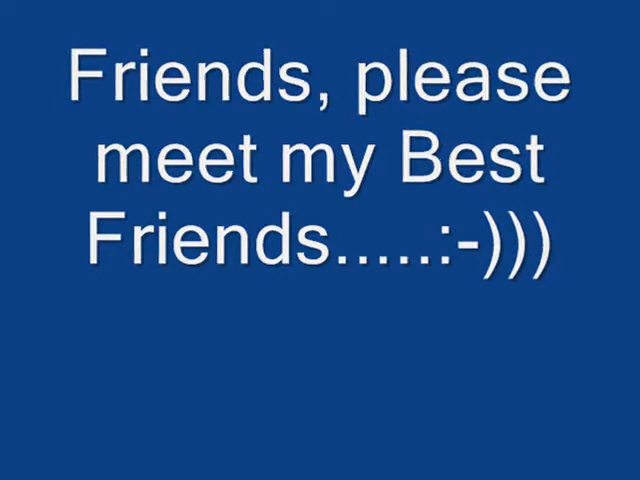 Friends, please
meet my Best
Friends.....:-)))